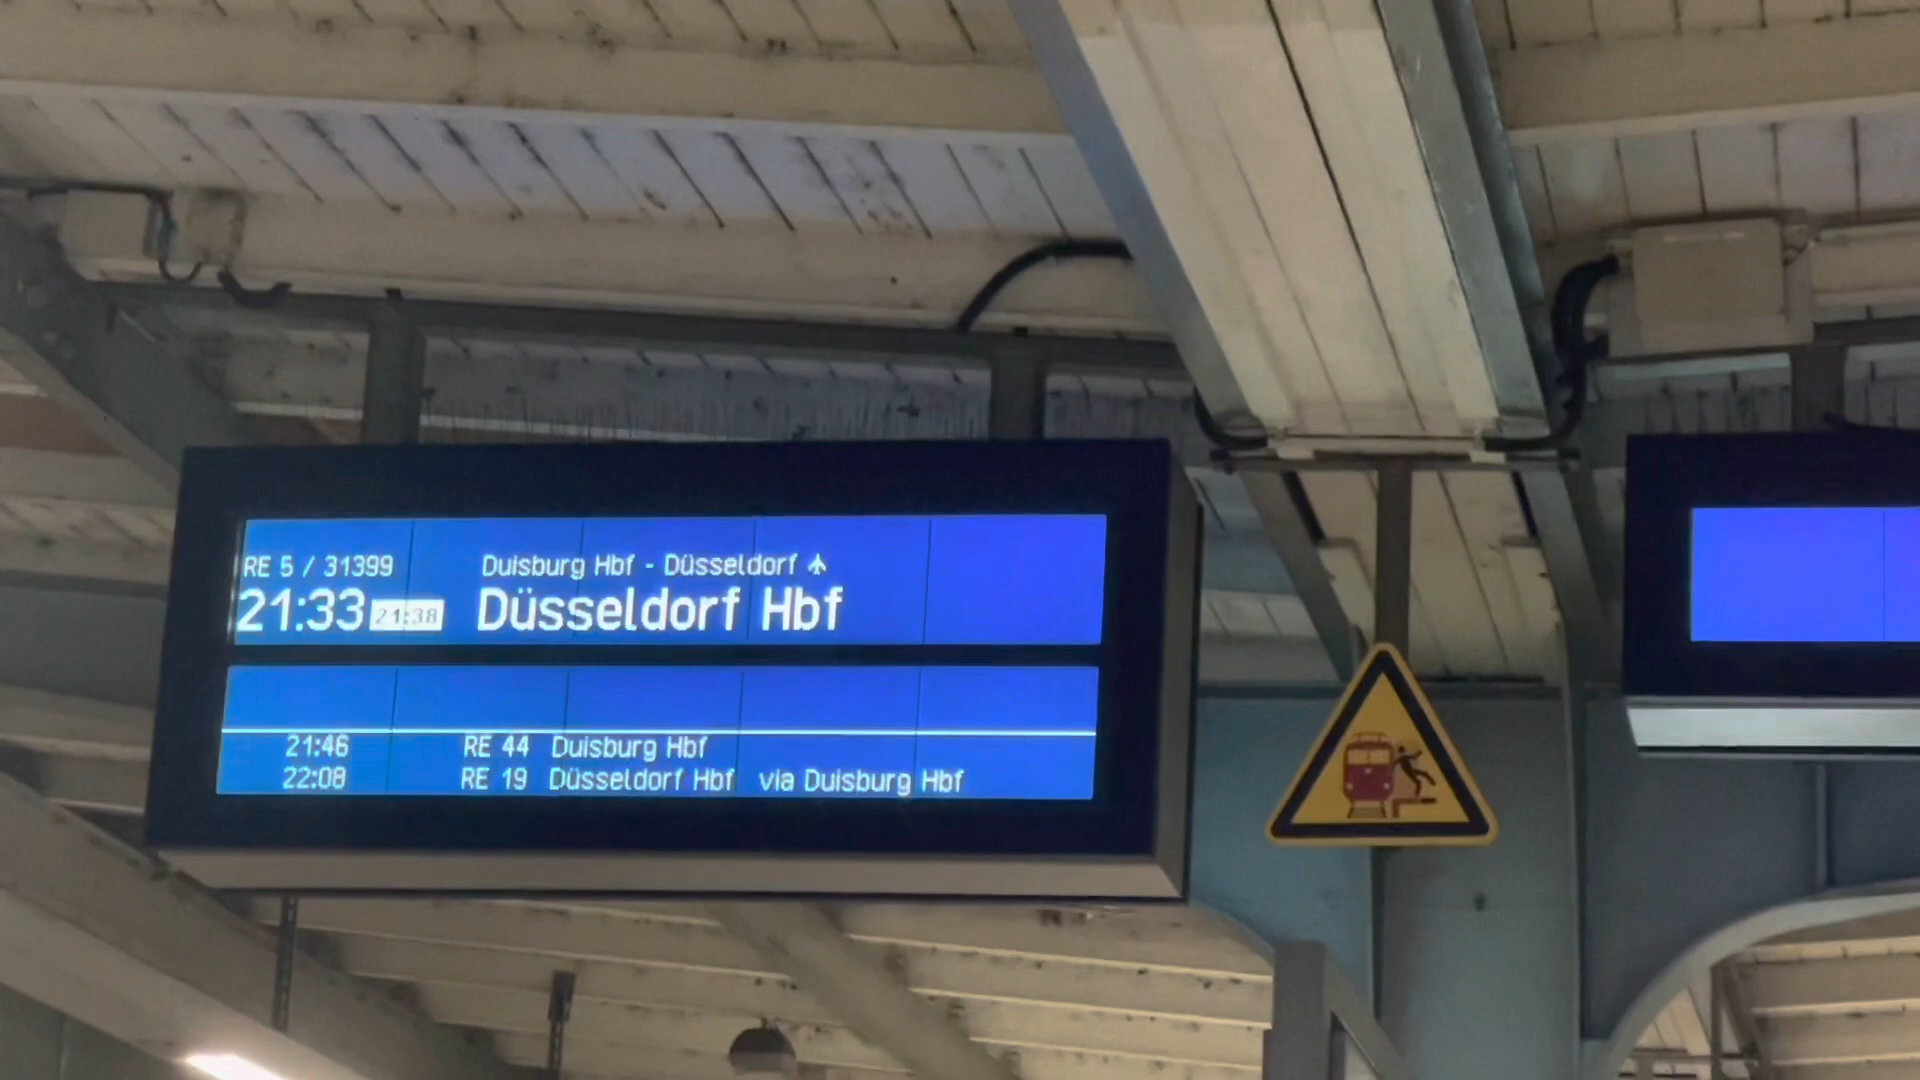 RE 5 / 31399 Duisburg Hbf - Düsseldorf ✈
21:33 21:38 Düsseldorf Hbf
21:46 RE 44 Duisburg Hbf
22:08 RE 19 Düsseldorf Hbf via Duisburg Hbf